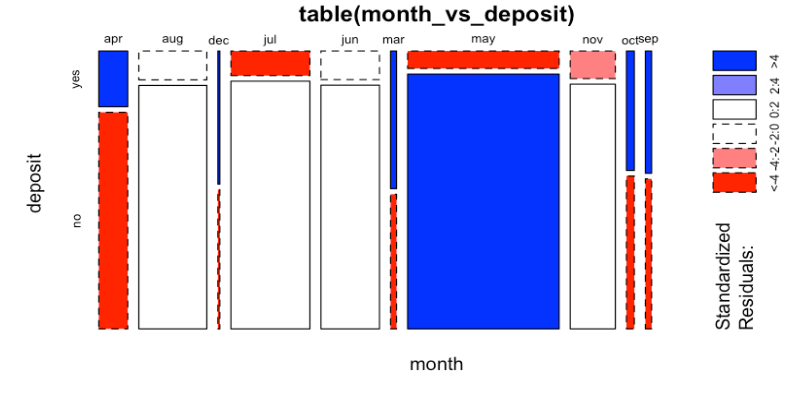 table(month_vs_deposit)
apr aug dec jul jun mar may nov oct sep
yes
no
deposit
month
>4
2:4
0:2
-2:0
-4:-2
<-4
Standardized
Residuals: